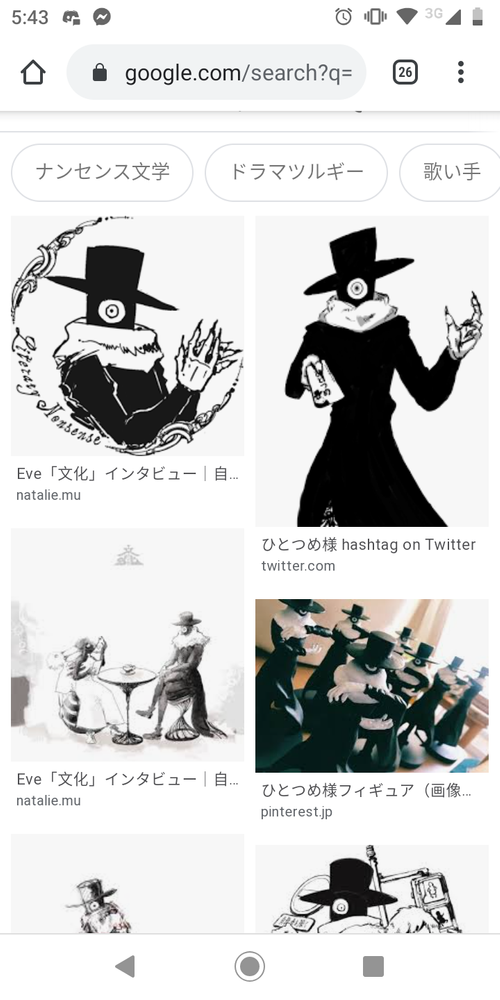 5:43
3G
google.com/search?q=
26
ナンセンス文学
ドラマツルギー
歌い手
Literary Nonsense
Eve「文化」インタビュー｜自...
natalie.mu
ひとつめ様 hashtag on Twitter
twitter.com
Eve「文化」インタビュー｜自...
natalie.mu
ひとつめ様フィギュア（画像...
pinterest.jp